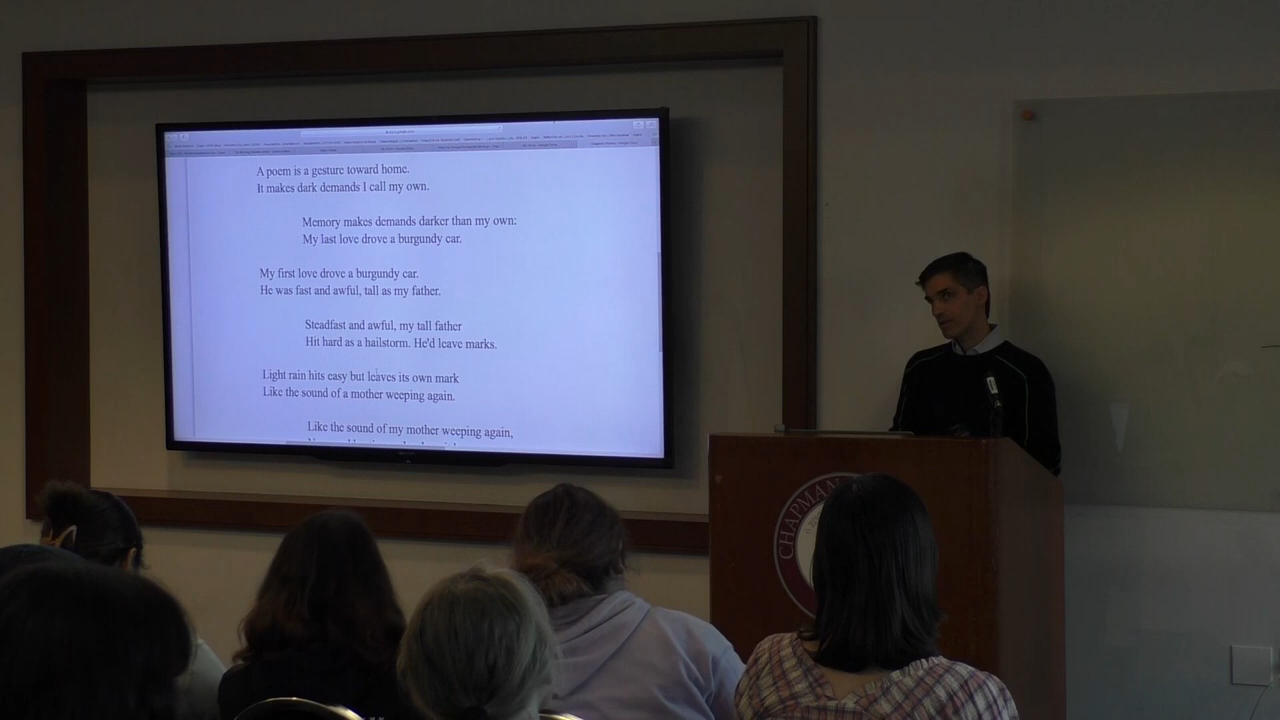 A poem is a gesture toward home.
It makes dark demands I call my own.
Memory makes demands darker than my own:
My last love drove a burgundy car.
My first love drove a burgundy car.
He was fast and awful, tall as my father.
Steadfast and awful, my tall father
Hit hard as a hailstorm. He'd leave marks.
Light rain hits easy but leaves its own mark
Like the sound of a mother weeping again.
Like the sound of my mother weeping again,
CHAPMAN